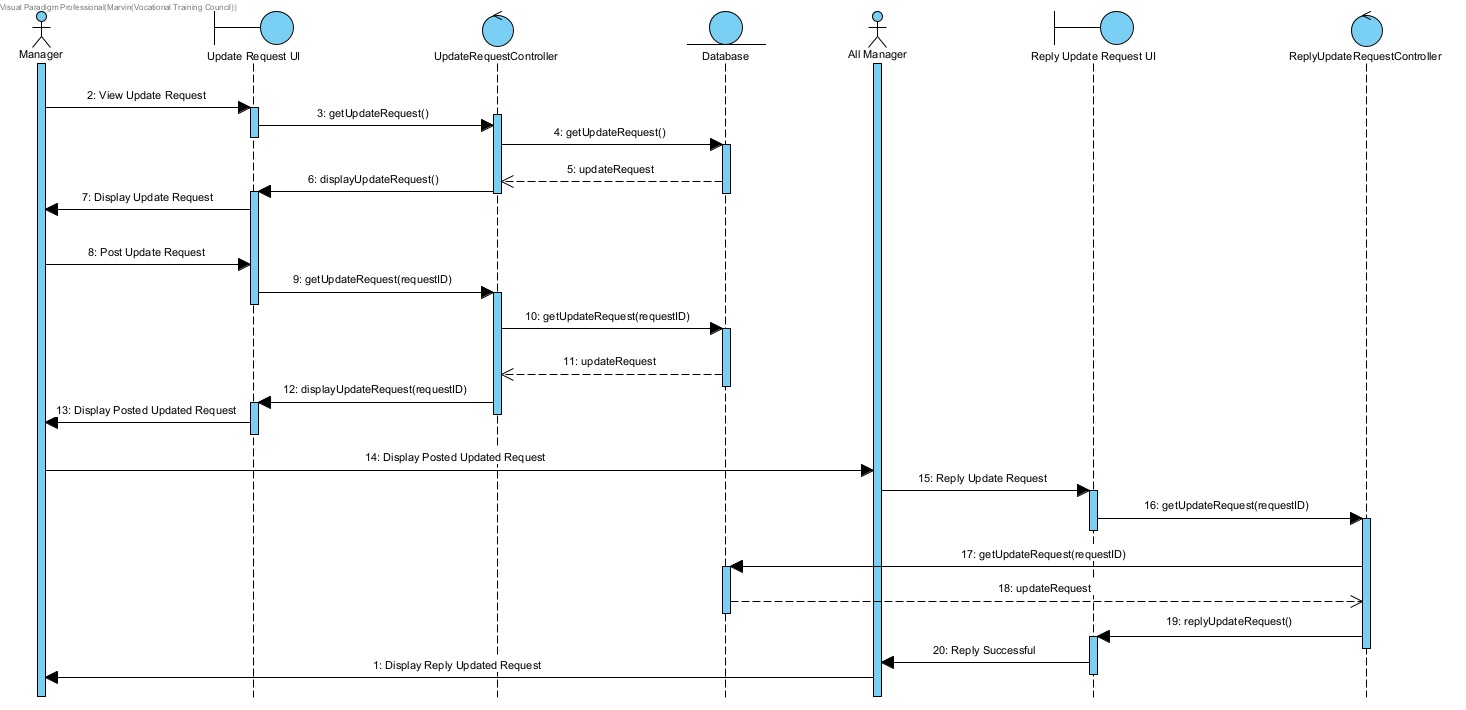 Visual Paradigm Professional(Marvin(Vocational Training Council))
Manager
Update Request UI
UpdateRequestController
Database
All Manager
Reply Update Request UI
ReplyUpdateRequestController
2: View Update Request
3: getUpdateRequest()
4: getUpdateRequest()
5: updateRequest
6: displayUpdateRequest()
7: Display Update Request
8: Post Update Request
9: getUpdateRequest(requestID)
10: getUpdateRequest(requestID)
11: updateRequest
12: displayUpdateRequest(requestID)
13: Display Posted Updated Request
14: Display Posted Updated Request
15: Reply Update Request
16: getUpdateRequest(requestID)
17: getUpdateRequest(requestID)
18: updateRequest
19: replyUpdateRequest()
20: Reply Successful
1: Display Reply Updated Request